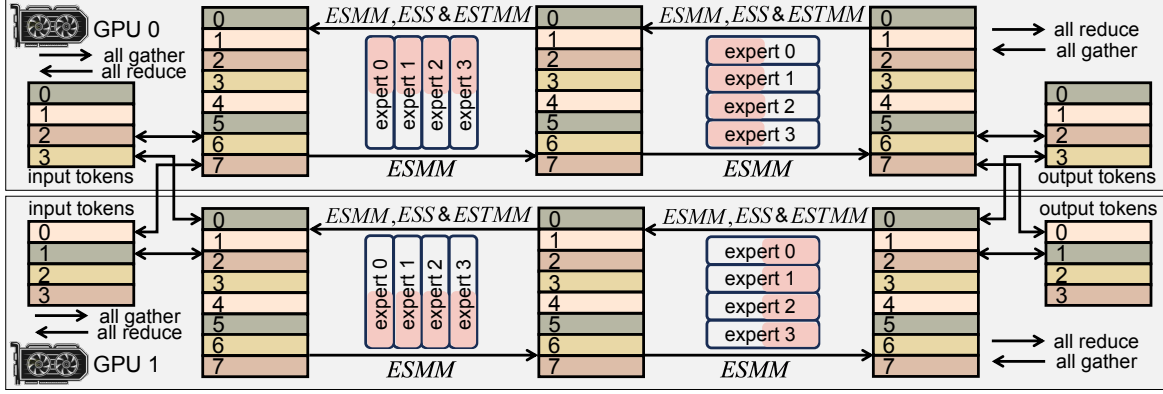 GPU 0
all gather
all reduce
0
1
2
3
input tokens
0
1
2
3
4
5
6
7
ESMM, ESS & ESTMM
expert 0
expert 1
expert 2
expert 3
ESMM
0
1
2
3
4
5
6
7
ESMM, ESS & ESTMM
expert 0
expert 1
expert 2
expert 3
ESMM
0
1
2
3
4
5
6
7
all reduce
all gather
0
1
2
3
output tokens
input tokens
0
1
2
3
all gather
all reduce
GPU 1
0
1
2
3
4
5
6
7
ESMM, ESS & ESTMM
expert 0
expert 1
expert 2
expert 3
ESMM
0
1
2
3
4
5
6
7
ESMM, ESS & ESTMM
expert 0
expert 1
expert 2
expert 3
ESMM
0
1
2
3
4
5
6
7
output tokens
0
1
2
3
all reduce
all gather